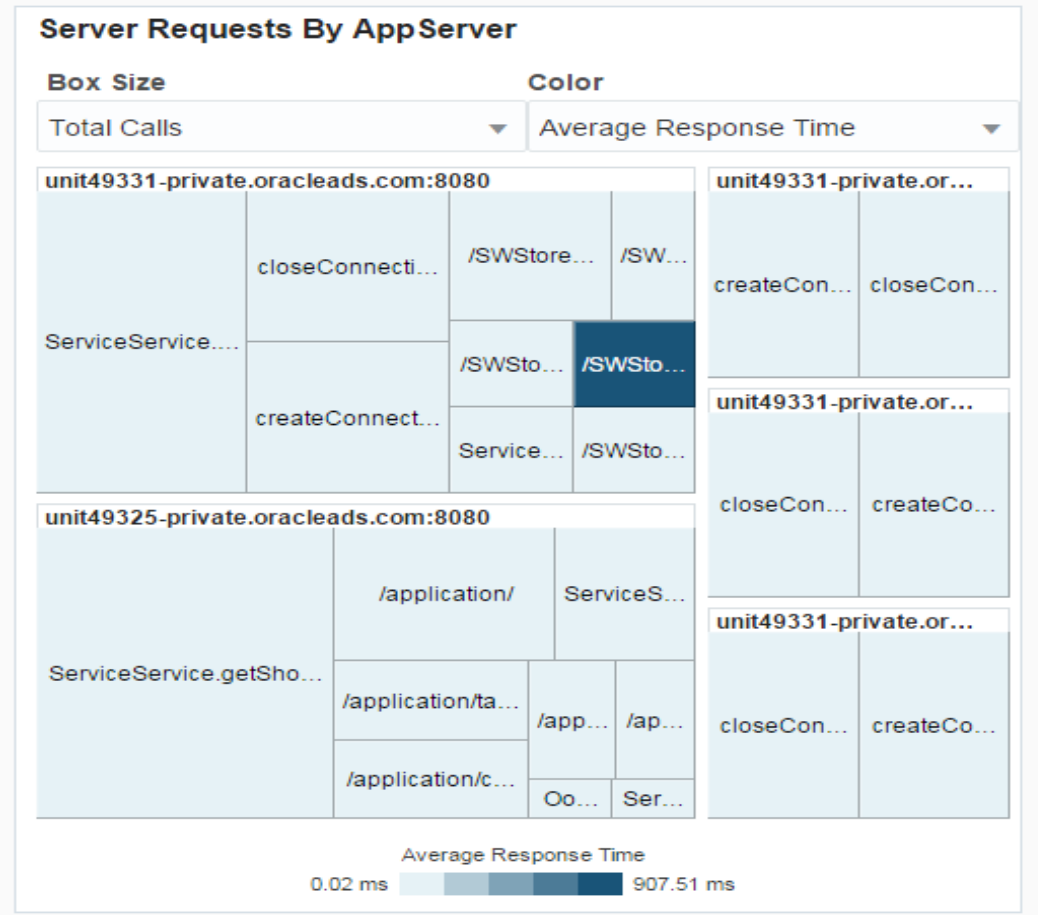 Server Requests By AppServer
Box Size
Color
Total Calls
Average Response Time
unit49331-private.oracleads.com:8080
ServiceService....
closeConnecti...
createConnect...
/SWStore...
/SW...
/SWSto...
/SWSto...
Service...
/SWSto...
unit49331-private.or...
createCon...
closeCon...
unit49331-private.or...
closeCon...
createCo...
unit49325-private.oracleads.com:8080
ServiceService.getSho...
/application/
ServiceS...
/application/ta...
/application/c...
/app...
/ap...
Oo...
Ser...
unit49331-private.or...
closeCon...
createCo...
Average Response Time
0.02 ms
907.51 ms